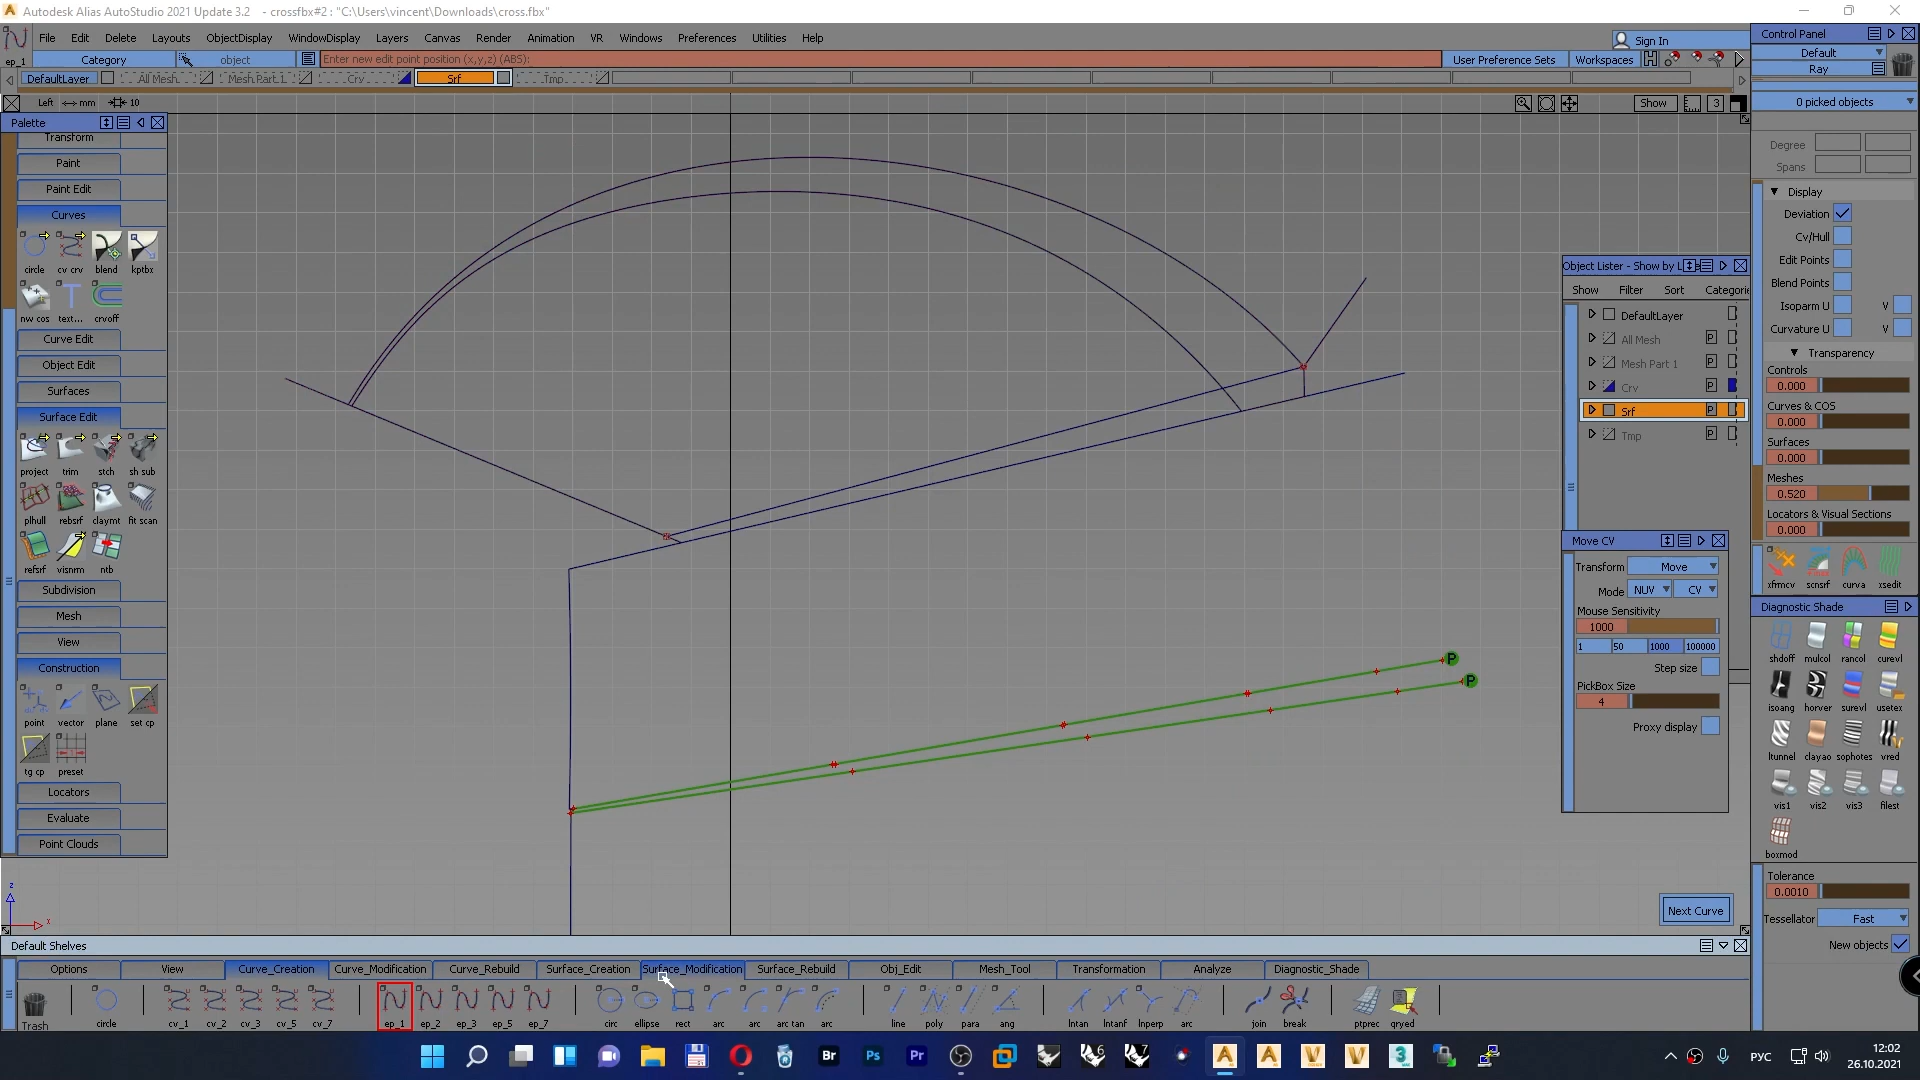 Autodesk Alias AutoStudio 2021 Update 3.2 - crossfbx#2 : "C:\Users\vincent\Downloads\cross.fbx"
File Edit Delete Layouts ObjectDisplay WindowDisplay Layers Canvas Render Animation VR Windows Preferences Utilities Help
Sign In
ep_1 Category object Enter new edit point position (x,y,z) (ABS): User Preference Sets Workspaces
DefaultLayer All Mesh Mesh Part 1 Crv Srf Tmp
Left mm 10 Show 3
Palette
Transform
Paint
Paint Edit
Curves
circle cv crv blend kptbx
nw cos text... crvoff
Curve Edit
Object Edit
Surfaces
Surface Edit
project trim stch sh sub
plhull rebsrf claymt fit scan
refsrf visnrm ntb
Subdivision
Mesh
View
Construction
point vector plane set cp
tg cp preset
Locators
Evaluate
Point Clouds
z
x
P
P
Next Curve
Object Lister - Show by L
Show Filter Sort Categorie
DefaultLayer
All Mesh P
Mesh Part 1 P
Crv P
Srf P
Tmp P
Move CV
Transform Move
Mode NUV CV
Mouse Sensitivity
1000
1 50 1000 100000
Step size
PickBox Size
4
Proxy display
Control Panel
Default
Ray
0 picked objects
Degree
Spans
Display
Deviation
Cv/Hull
Edit Points
Blend Points
Isoparm U V
Curvature U V
Transparency
Controls
0.000
Curves & COS
0.000
Surfaces
0.000
Meshes
0.520
Locators & Visual Sections
0.000
xfrmcv scnsrf curva xsedit
Diagnostic Shade
shdoff mulcol rancol curevl
isoang horver surevl usetex
ltunnel clayao sophotes vred
vis1 vis2 vis3 filest
boxmod
Tolerance
0.0010
Tessellator Fast
New objects
Default Shelves
Options View Curve_Creation Curve_Modification Curve_Rebuild Surface_Creation Surface_Modification Surface_Rebuild Obj_Edit Mesh_Tool Transformation Analyze Diagnostic_Shade
Trash circle cv_1 cv_2 cv_3 cv_5 cv_7 ep_1 ep_2 ep_3 ep_5 ep_7 circ ellipse rect arc arc arc tan arc line poly para ang lntan lntanf lnperp arc join break ptprec qryed
Br Ps Pr 6 7 3 РУС 12:02
26.10.2021